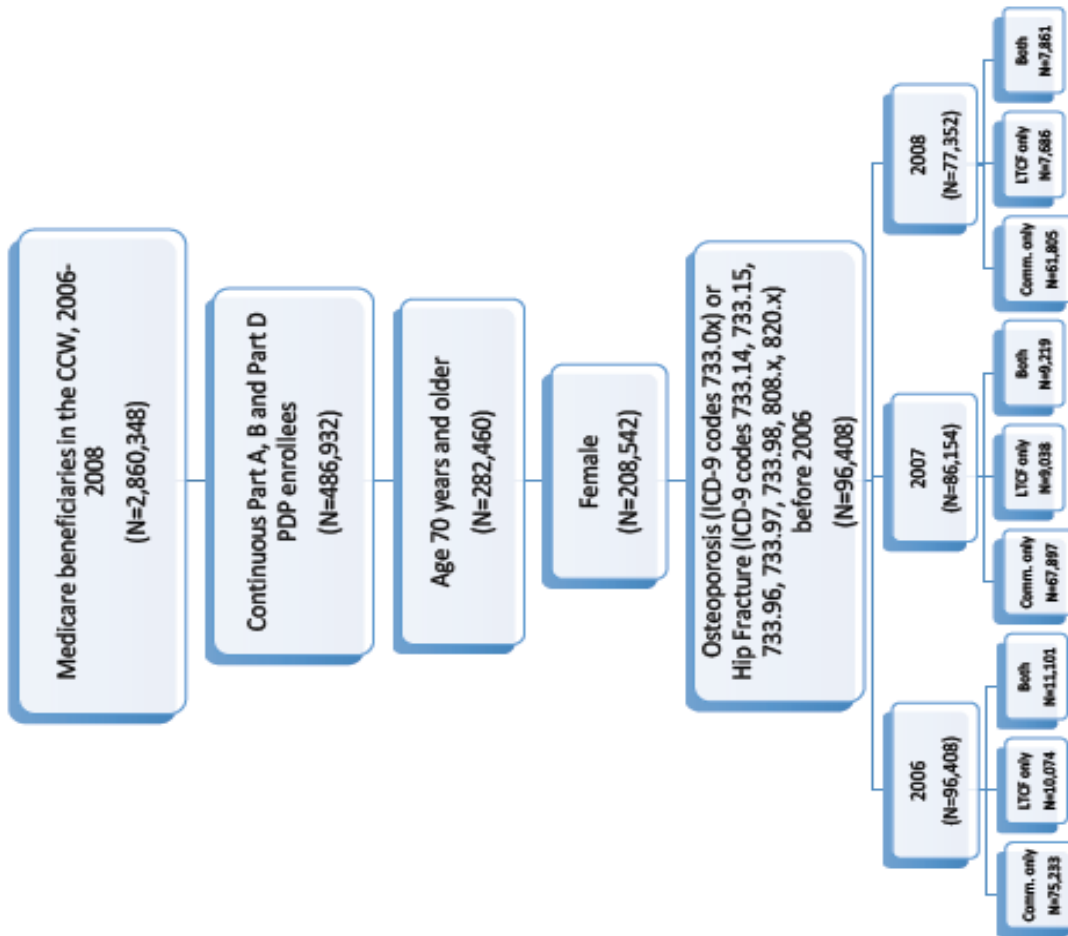 Medicare beneficiaries in the CCW, 2006-
2008
(N=2,860,348)
Continuous Part A, B and Part D
PDP enrollees
(N=486,932)
Age 70 years and older
(N=282,460)
Female
(N=208,542)
Osteoporosis (ICD-9 codes 733.0x) or
Hip Fracture (ICD-9 codes 733.14, 733.15,
733.96, 733.97, 733.98, 808.x, 820.x)
before 2006
(N=96,408)
2006
(N=96,408)
Comm. only
N=75,233
LTCF only
N=10,074
Both
N=11,101
2007
(N=86,154)
Comm. only
N=67,897
LTCF only
N=9,038
Both
N=9,219
2008
(N=77,352)
Comm. only
N=61,805
LTCF only
N=7,686
Both
N=7,861